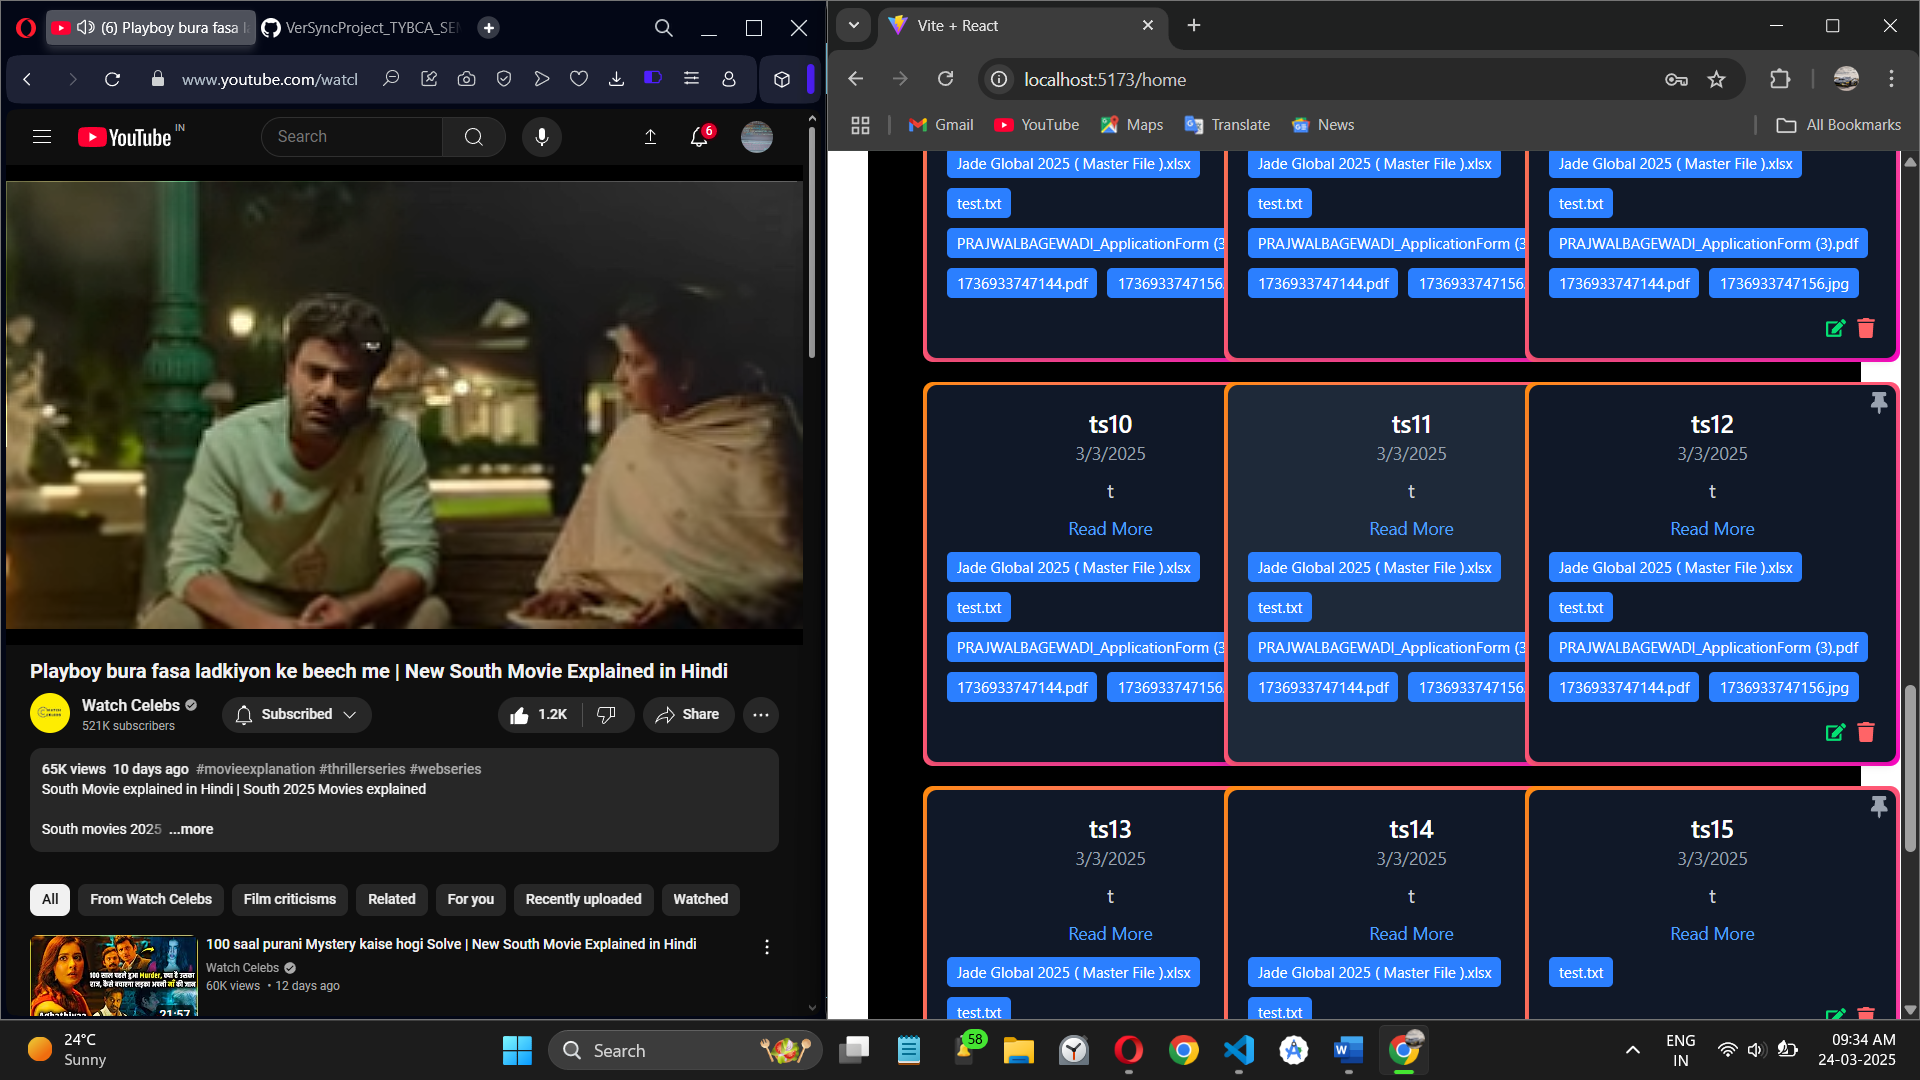 (6) Playboy bura fasa l
VerSyncProject_TYBCA_SEM
www.youtube.com/watcl
YouTube IN
Search
6
Playboy bura fasa ladkiyon ke beech me | New South Movie Explained in Hindi
Watch Celebs
521K subscribers
Subscribed
1.2K
Share
65K views 10 days ago #movieexplanation #thrillerseries #webseries
South Movie explained in Hindi | South 2025 Movies explained
South movies 2025 ...more
All
From Watch Celebs
Film criticisms
Related
For you
Recently uploaded
Watched
100 saal purani Mystery kaise hogi Solve | New South Movie Explained in Hindi
Watch Celebs
60K views • 12 days ago
21:57
Vite + React
localhost:5173/home
Gmail
YouTube
Maps
Translate
News
All Bookmarks
Jade Global 2025 ( Master File ).xlsx
test.txt
PRAJWALBAGEWADI_ApplicationForm (3
1736933747144.pdf 1736933747156.
Jade Global 2025 ( Master File ).xlsx
test.txt
PRAJWALBAGEWADI_ApplicationForm (3
1736933747144.pdf 1736933747156.
Jade Global 2025 ( Master File ).xlsx
test.txt
PRAJWALBAGEWADI_ApplicationForm (3).pdf
1736933747144.pdf 1736933747156.jpg
ts10
3/3/2025
t
Read More
Jade Global 2025 ( Master File ).xlsx
test.txt
PRAJWALBAGEWADI_ApplicationForm (3
1736933747144.pdf 1736933747156.
ts11
3/3/2025
t
Read More
Jade Global 2025 ( Master File ).xlsx
test.txt
PRAJWALBAGEWADI_ApplicationForm (3
1736933747144.pdf 1736933747156.
ts12
3/3/2025
t
Read More
Jade Global 2025 ( Master File ).xlsx
test.txt
PRAJWALBAGEWADI_ApplicationForm (3).pdf
1736933747144.pdf 1736933747156.jpg
ts13
3/3/2025
t
Read More
Jade Global 2025 ( Master File ).xlsx
test.txt
ts14
3/3/2025
t
Read More
Jade Global 2025 ( Master File ).xlsx
test.txt
ts15
3/3/2025
t
Read More
test.txt
24°C
Sunny
Search
58
ENG
IN
09:34 AM
24-03-2025